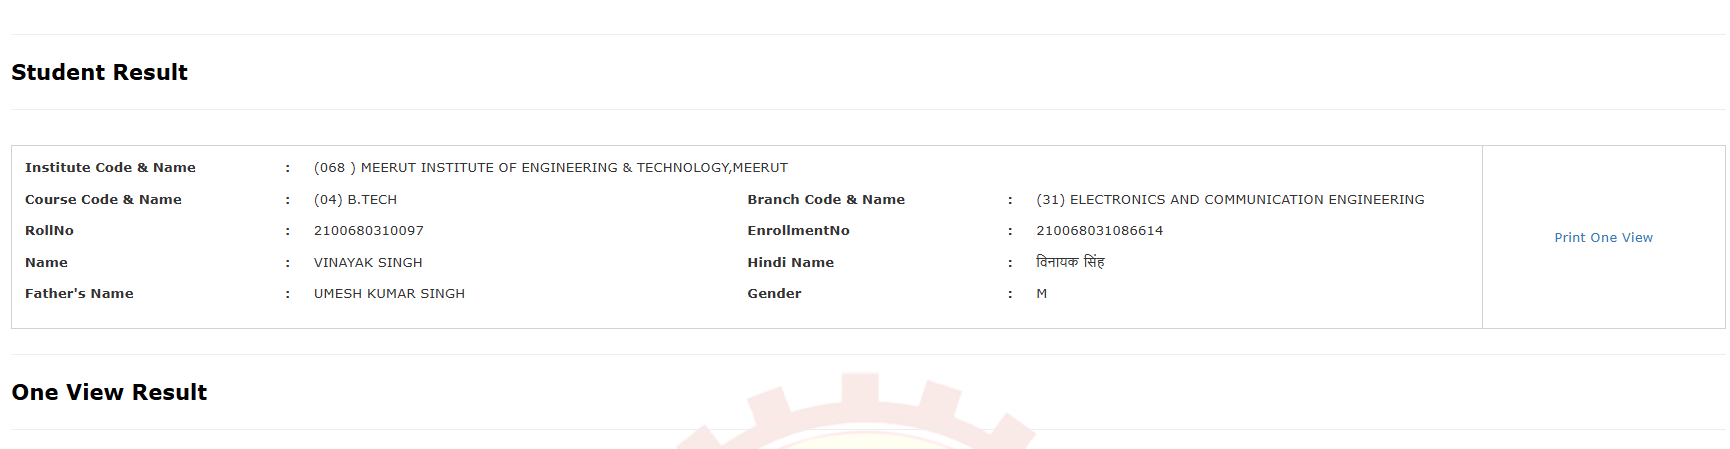 Student Result
Institute Code & Name : (068 ) MEERUT INSTITUTE OF ENGINEERING & TECHNOLOGY,MEERUT
Course Code & Name : (04) B.TECH Branch Code & Name : (31) ELECTRONICS AND COMMUNICATION ENGINEERING
RollNo : 2100680310097 EnrollmentNo : 210068031086614
Name : VINAYAK SINGH Hindi Name : विनायक सिंह
Father's Name : UMESH KUMAR SINGH Gender : M
Print One View
One View Result